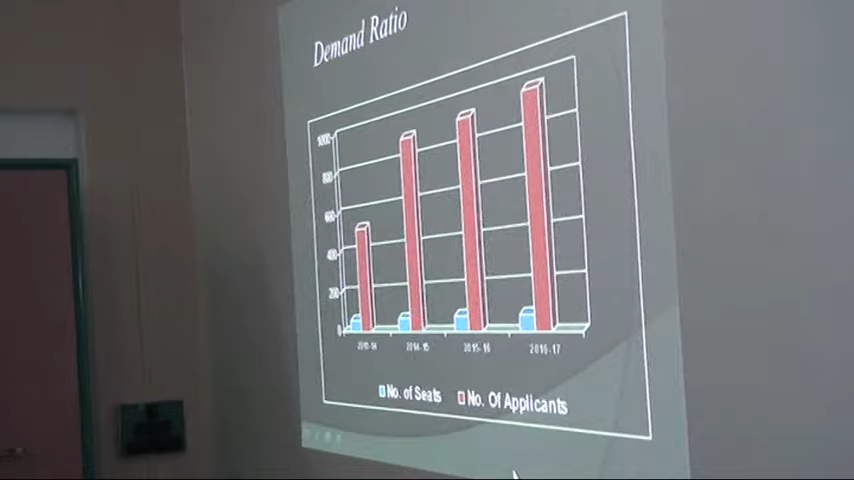 Demand Ratio
1000
800
600
400
200
0
2013-14 2014-15 2015-16 2016-17
No. of Seats No. Of Applicants